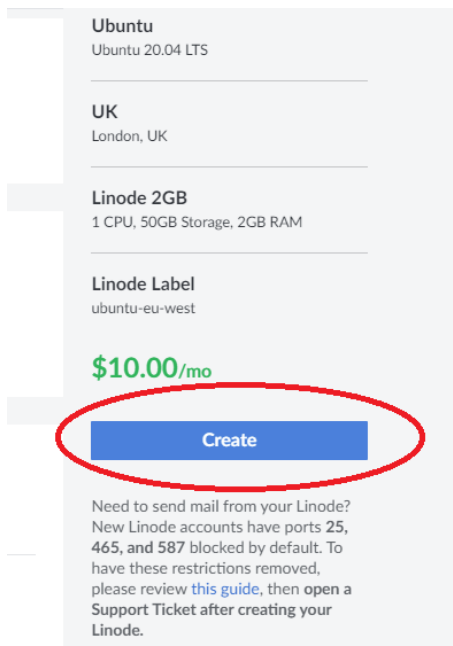 Ubuntu
Ubuntu 20.04 LTS
UK
London, UK
Linode 2GB
1 CPU, 50GB Storage, 2GB RAM
Linode Label
ubuntu-eu-west
$10.00/mo
Create
Need to send mail from your Linode?
New Linode accounts have ports 25,
465, and 587 blocked by default. To
have these restrictions removed,
please review this guide, then open a
Support Ticket after creating your
Linode.